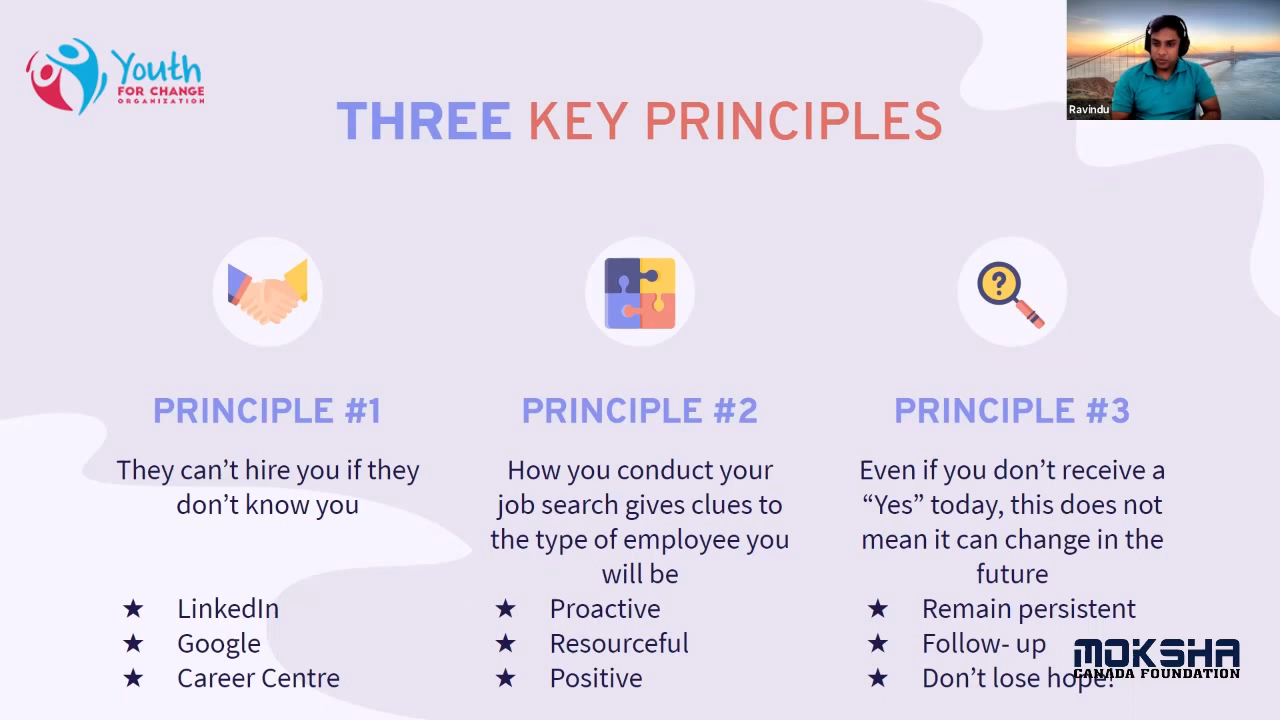 Youth
FOR CHANGE
ORGANIZATION
Ravindu
THREE KEY PRINCIPLES
PRINCIPLE #1
They can’t hire you if they
don’t know you
★ LinkedIn
★ Google
★ Career Centre
PRINCIPLE #2
How you conduct your
job search gives clues to
the type of employee you
will be
★ Proactive
★ Resourceful
★ Positive
PRINCIPLE #3
Even if you don’t receive a
“Yes” today, this does not
mean it can change in the
future
★ Remain persistent
★ Follow- up
★ Don’t lose hope!
MOKSHA
CANADA FOUNDATION